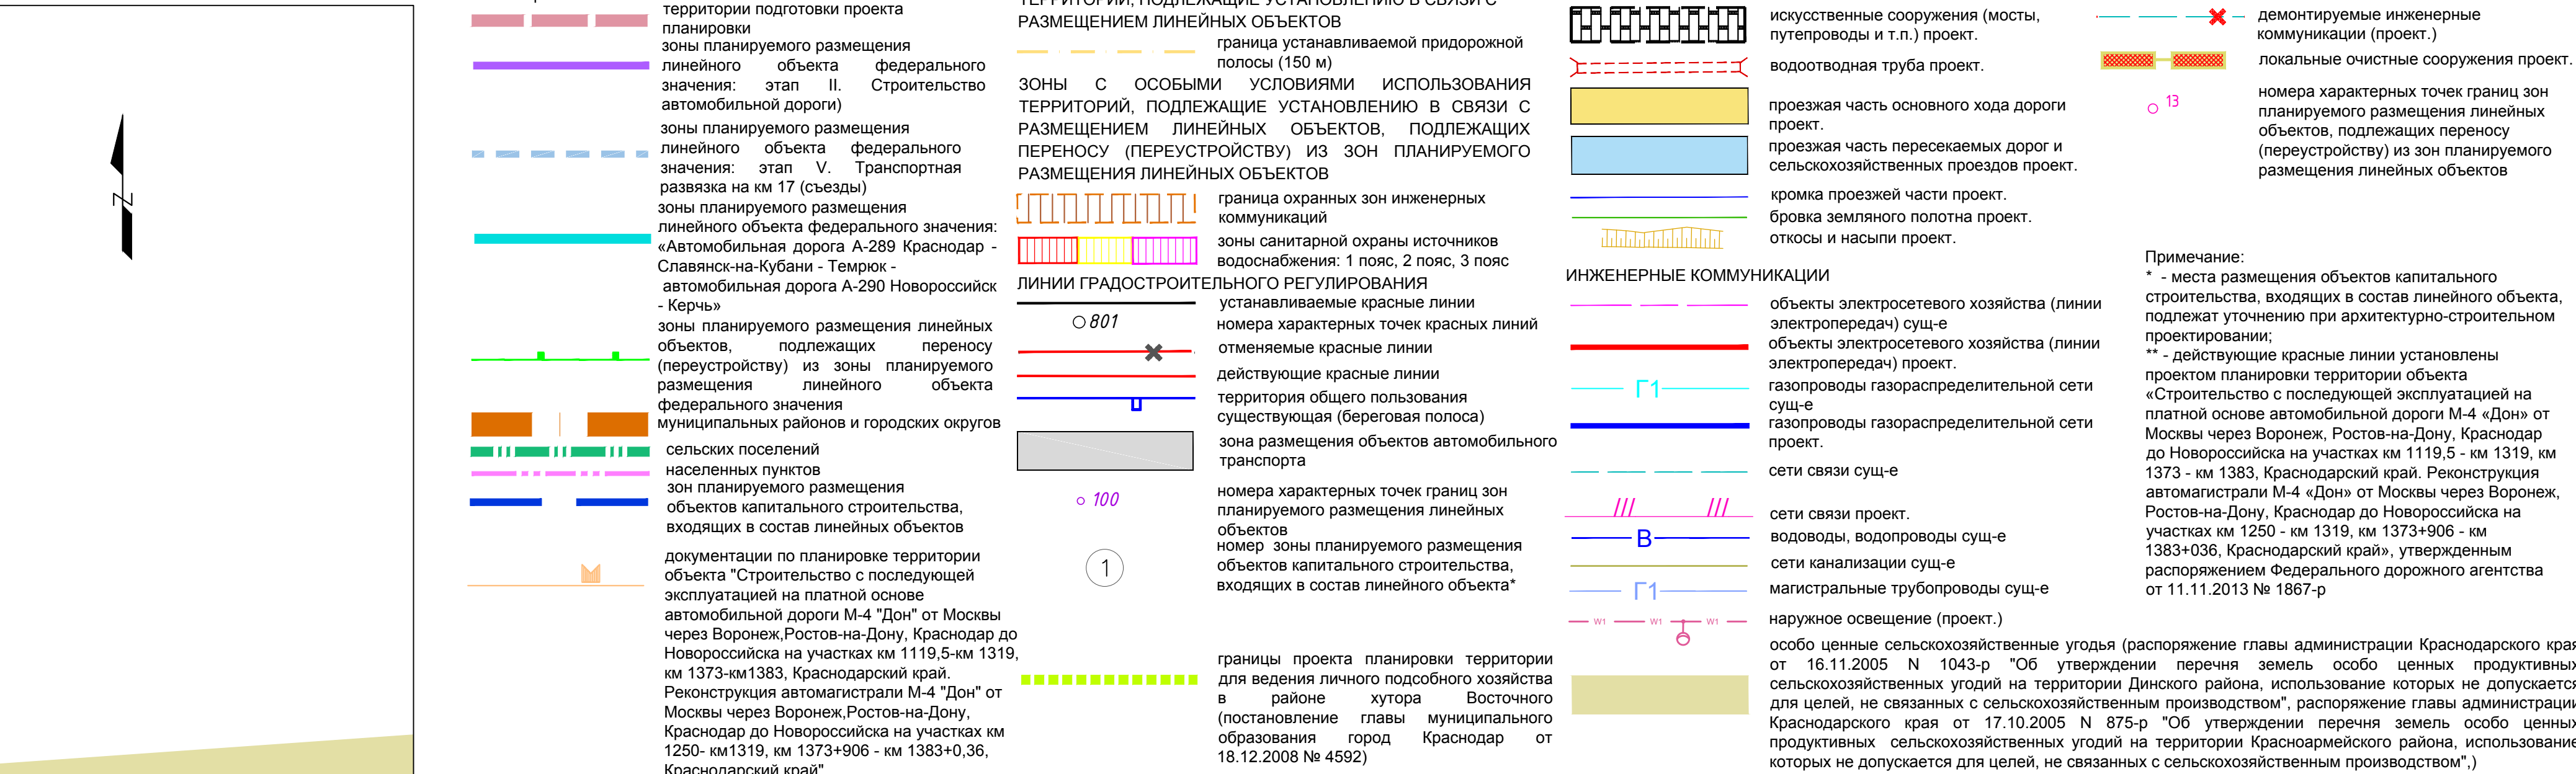 территории подготовки проекта
планировки
зоны планируемого размещения
линейного объекта федерального
значения: этап II. Строительство
автомобильной дороги)
зоны планируемого размещения
линейного объекта федерального
значения: этап V. Транспортная
развязка на км 17 (съезды)
зоны планируемого размещения
линейного объекта федерального значения:
«Автомобильная дорога А-289 Краснодар -
Славянск-на-Кубани - Темрюк -
автомобильная дорога А-290 Новороссийск
- Керчь»
зоны планируемого размещения линейных
объектов, подлежащих переносу
(переустройству) из зоны планируемого
размещения линейного объекта
федерального значения
муниципальных районов и городских округов
сельских поселений
населенных пунктов
зон планируемого размещения
объектов капитального строительства,
входящих в состав линейных объектов
документации по планировке территории
объекта "Строительство с последующей
эксплуатацией на платной основе
автомобильной дороги М-4 "Дон" от Москвы
через Воронеж,Ростов-на-Дону, Краснодар до
Новороссийска на участках км 1119,5-км 1319,
км 1373-км1383, Краснодарский край.
Реконструкция автомагистрали М-4 "Дон" от
Москвы через Воронеж,Ростов-на-Дону,
Краснодар до Новороссийска на участках км
1250- км1319, км 1373+906 - км 1383+0,36,
Краснодарский край"
ТЕРРИТОРИЙ, ПОДЛЕЖАЩИЕ УСТАНОВЛЕНИЮ В СВЯЗИ С
РАЗМЕЩЕНИЕМ ЛИНЕЙНЫХ ОБЪЕКТОВ
граница устанавливаемой придорожной
полосы (150 м)
ЗОНЫ С ОСОБЫМИ УСЛОВИЯМИ ИСПОЛЬЗОВАНИЯ
ТЕРРИТОРИЙ, ПОДЛЕЖАЩИЕ УСТАНОВЛЕНИЮ В СВЯЗИ С
РАЗМЕЩЕНИЕМ ЛИНЕЙНЫХ ОБЪЕКТОВ, ПОДЛЕЖАЩИХ
ПЕРЕНОСУ (ПЕРЕУСТРОЙСТВУ) ИЗ ЗОН ПЛАНИРУЕМОГО
РАЗМЕЩЕНИЯ ЛИНЕЙНЫХ ОБЪЕКТОВ
граница охранных зон инженерных
коммуникаций
зоны санитарной охраны источников
водоснабжения: 1 пояс, 2 пояс, 3 пояс
ЛИНИИ ГРАДОСТРОИТЕЛЬНОГО РЕГУЛИРОВАНИЯ
устанавливаемые красные линии
801 номера характерных точек красных линий
отменяемые красные линии
действующие красные линии
территория общего пользования
существующая (береговая полоса)
зона размещения объектов автомобильного
транспорта
100 номера характерных точек границ зон
планируемого размещения линейных
объектов
номер зоны планируемого размещения
1 объектов капитального строительства,
входящих в состав линейного объекта*
границы проекта планировки территории
для ведения личного подсобного хозяйства
в районе хутора Восточного
(постановление главы муниципального
образования город Краснодар от
18.12.2008 № 4592)
искусственные сооружения (мосты,
путепроводы и т.п.) проект.
водоотводная труба проект.
проезжая часть основного хода дороги
проект.
проезжая часть пересекаемых дорог и
сельскохозяйственных проездов проект.
кромка проезжей части проект.
бровка земляного полотна проект.
откосы и насыпи проект.
ИНЖЕНЕРНЫЕ КОММУНИКАЦИИ
объекты электросетевого хозяйства (линии
электропередач) сущ-е
объекты электросетевого хозяйства (линии
электропередач) проект.
Г1 газопроводы газораспределительной сети
сущ-е
газопроводы газораспределительной сети
проект.
сети связи сущ-е
сети связи проект.
В водоводы, водопроводы сущ-е
сети канализации сущ-е
Г1 магистральные трубопроводы сущ-е
W1 W1 W1 наружное освещение (проект.)
особо ценные сельскохозяйственные угодья (распоряжение главы администрации Краснодарского края
от 16.11.2005 N 1043-р "Об утверждении перечня земель особо ценных продуктивных
сельскохозяйственных угодий на территории Динского района, использование которых не допускается
для целей, не связанных с сельскохозяйственным производством", распоряжение главы администрации
Краснодарского края от 17.10.2005 N 875-р "Об утверждении перечня земель особо ценных
продуктивных сельскохозяйственных угодий на территории Красноармейского района, использование
которых не допускается для целей, не связанных с сельскохозяйственным производством",)
демонтируемые инженерные
коммуникации (проект.)
локальные очистные сооружения проект.
13 номера характерных точек границ зон
планируемого размещения линейных
объектов, подлежащих переносу
(переустройству) из зон планируемого
размещения линейных объектов
Примечание:
* - места размещения объектов капитального
строительства, входящих в состав линейного объекта,
подлежат уточнению при архитектурно-строительном
проектировании;
** - действующие красные линии установлены
проектом планировки территории объекта
«Строительство с последующей эксплуатацией на
платной основе автомобильной дороги М-4 «Дон» от
Москвы через Воронеж, Ростов-на-Дону, Краснодар
до Новороссийска на участках км 1119,5 - км 1319, км
1373 - км 1383, Краснодарский край. Реконструкция
автомагистрали М-4 «Дон» от Москвы через Воронеж,
Ростов-на-Дону, Краснодар до Новороссийска на
участках км 1250 - км 1319, км 1373+906 - км
1383+036, Краснодарский край», утвержденным
распоряжением Федерального дорожного агентства
от 11.11.2013 № 1867-р
N